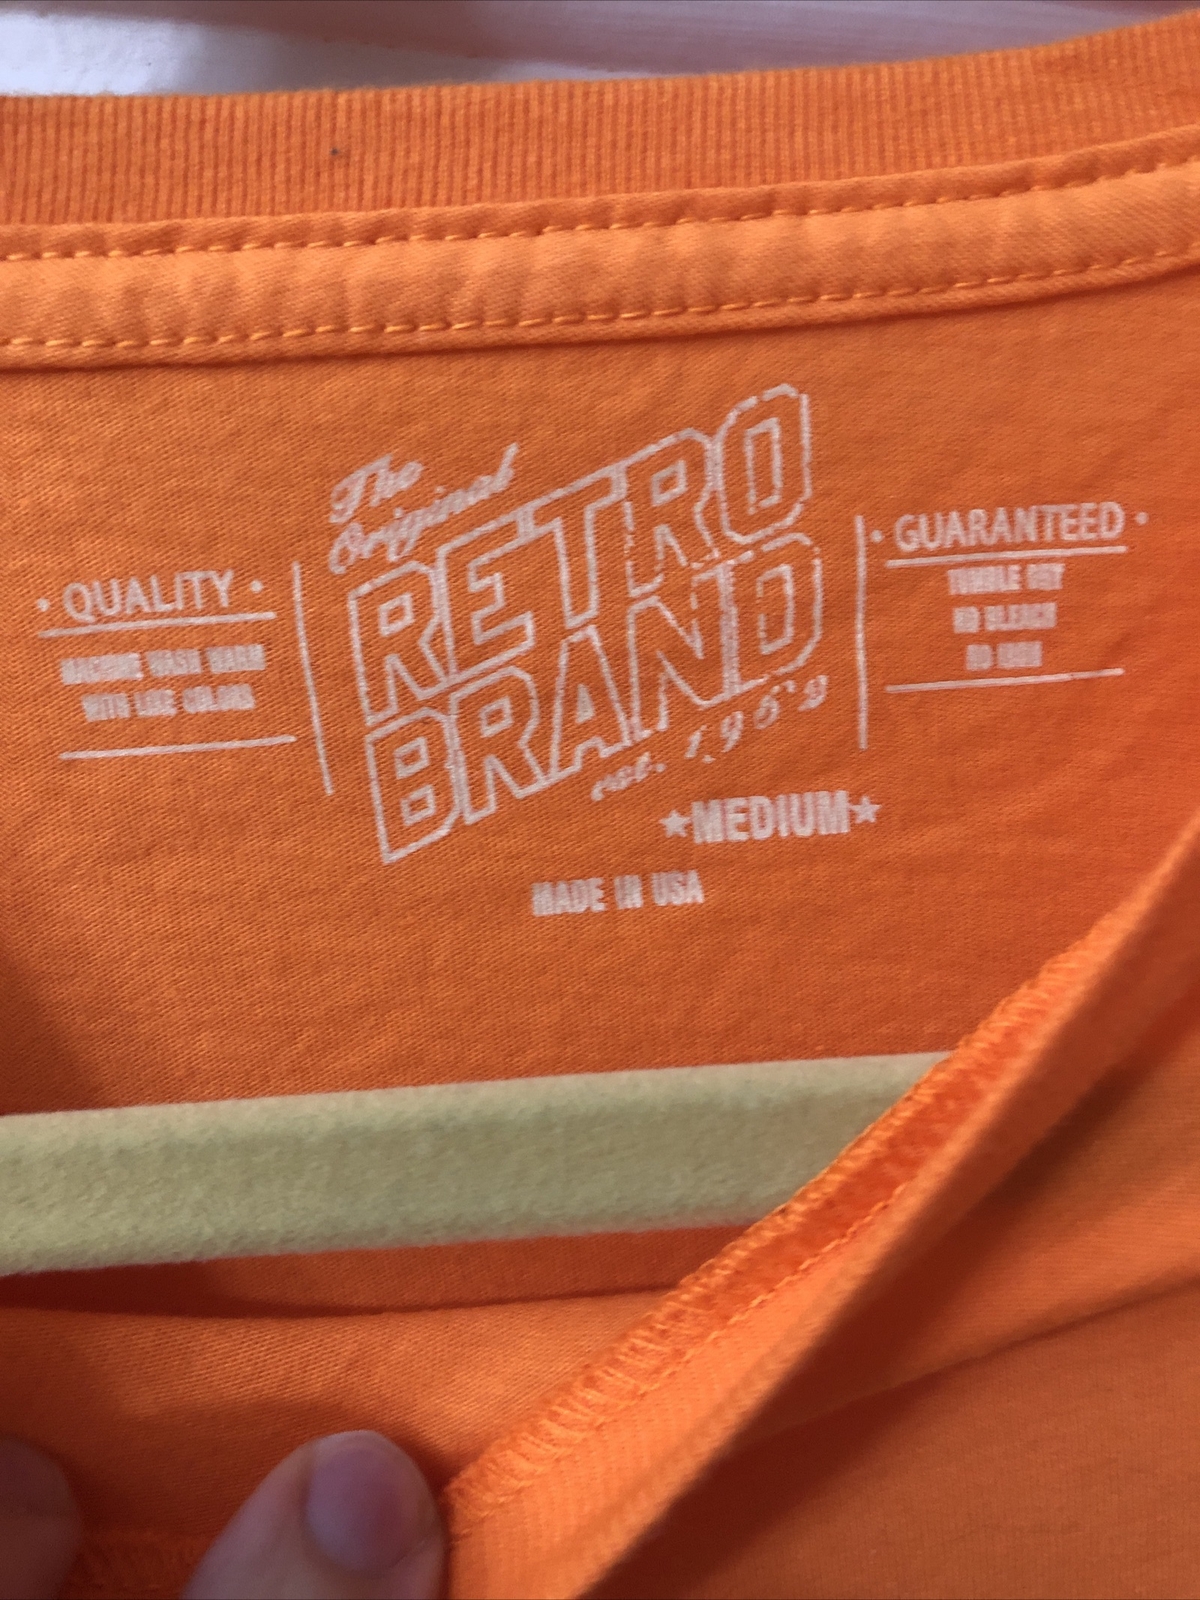 The
Original
RETRO
BRAND
est. 1968
• QUALITY •
MACHINE WASH WARM
WITH LIKE COLORS
• GUARANTEED •
TUMBLE DRY
NO BLEACH
NO IRON
★MEDIUM★
MADE IN USA